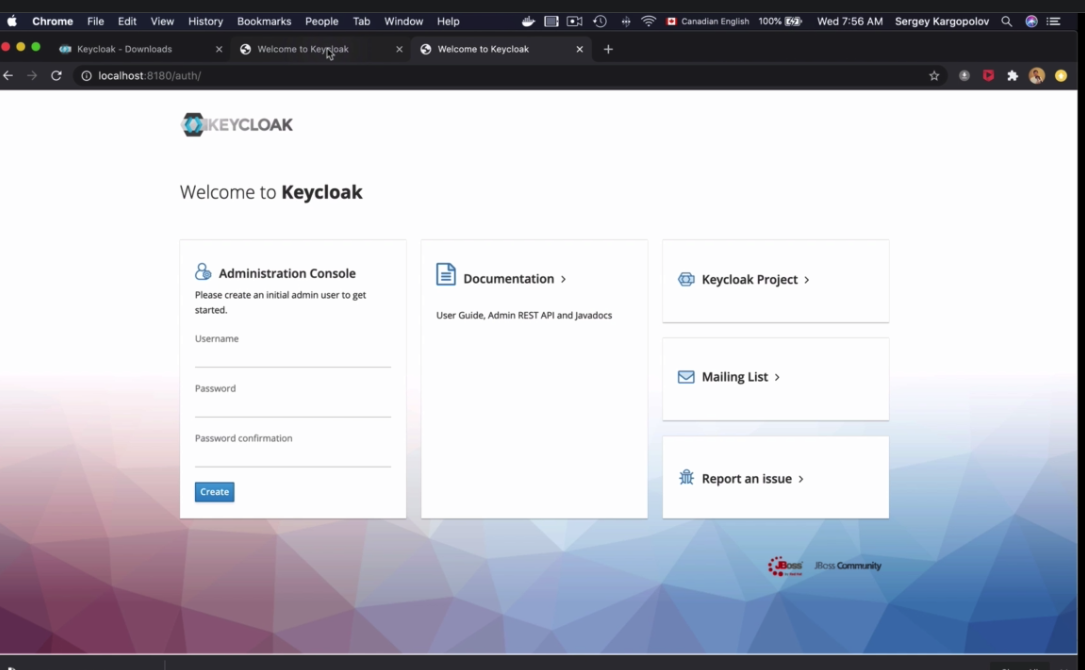 Chrome File Edit View History Bookmarks People Tab Window Help Canadian English 100% Wed 7:56 AM Sergey Kargopolov
Keycloak - Downloads Welcome to Keycloak Welcome to Keycloak
localhost:8180/auth/
KEYCLOAK
Welcome to Keycloak
Administration Console
Please create an initial admin user to get
started.
Username
Password
Password confirmation
Create
Documentation >
User Guide, Admin REST API and Javadocs
Keycloak Project >
Mailing List >
Report an issue >
JBoss JBoss Community